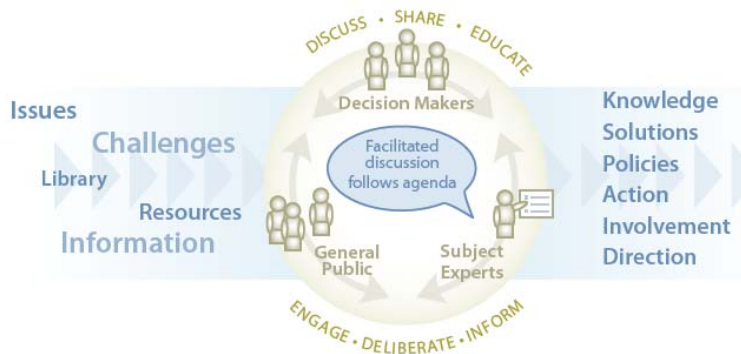 DISCUSS • SHARE • EDUCATE
Decision Makers
Issues
Challenges
Library
Resources
Information
Facilitated
discussion
follows agenda
General
Public
Subject
Experts
Knowledge
Solutions
Policies
Action
Involvement
Direction
ENGAGE • DELIBERATE • INFORM